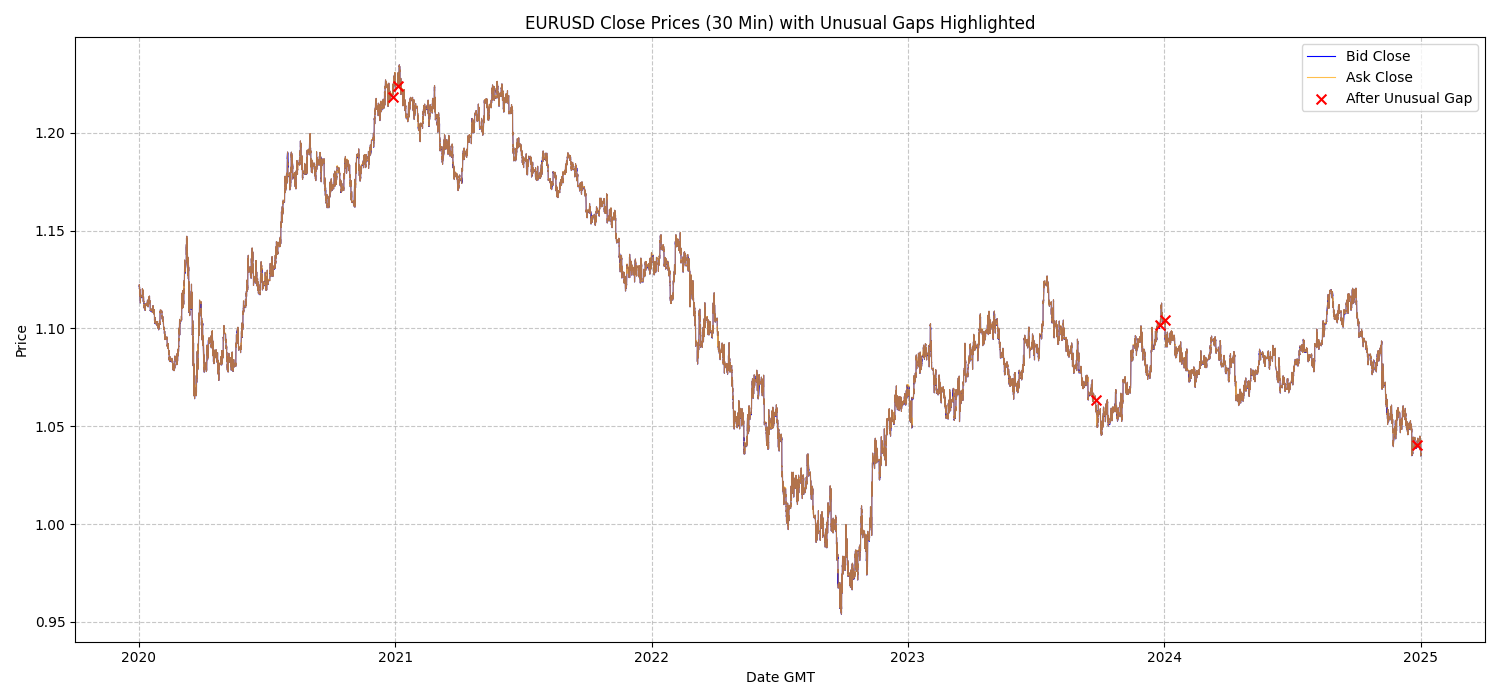 EURUSD Close Prices (30 Min) with Unusual Gaps Highlighted
Bid Close
Ask Close
After Unusual Gap
Price
1.20
1.15
1.10
1.05
1.00
0.95
2020
2021
2022
2023
2024
2025
Date GMT